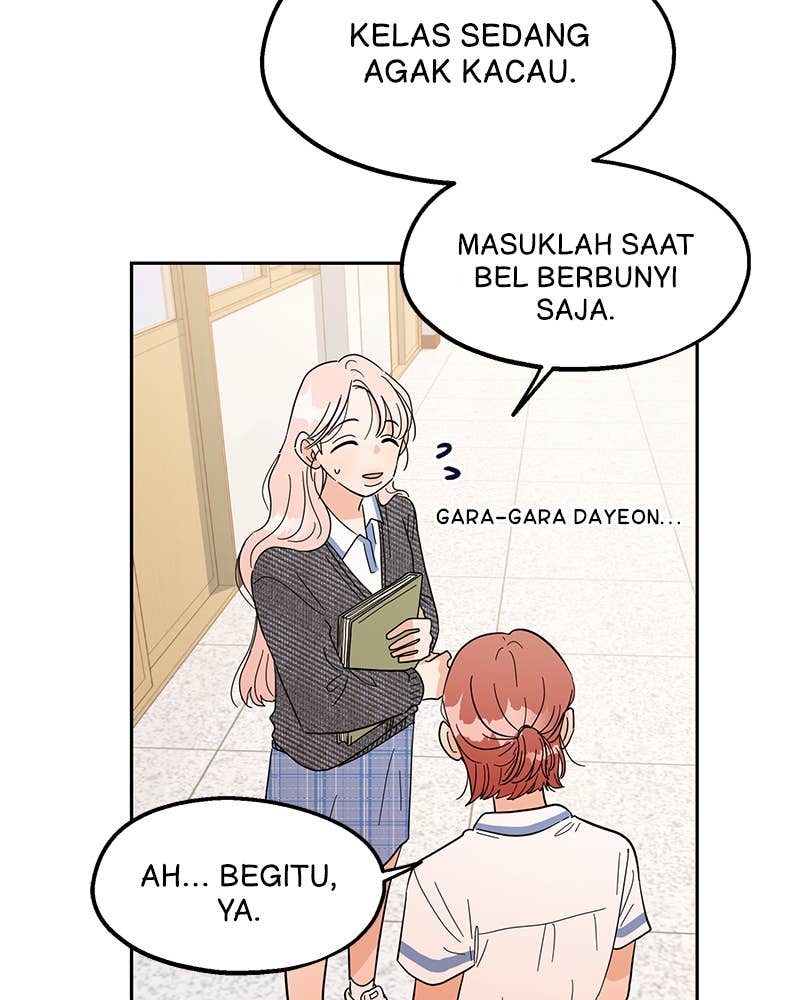 KELAS SEDANG
AGAK KACAU.
MASUKLAH SAAT
BEL BERBUNYI
SAJA.
GARA-GARA DAYEON...
AH... BEGITU,
YA.